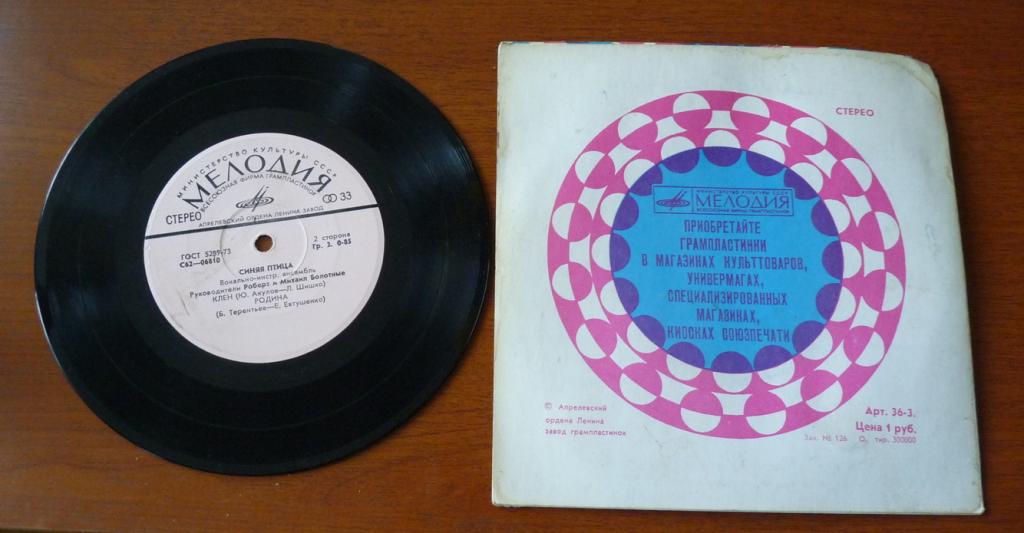 МИНИСТЕРСТВО КУЛЬТУРЫ СССР
МЕЛОДИЯ
ВСЕСОЮЗНАЯ ФИРМА ГРАМПЛАСТИНОК
СТЕРЕО
33
АПРЕЛЕВСКИЙ ОРДЕНА ЛЕНИНА ЗАВОД
ГОСТ 5289-73
С62—06810
2 сторона
Гр. 3. 0-85
СИНЯЯ ПТИЦА
Вокально-инстр. ансамбль
Руководители Роберт и Михаил Болотные
КЛЕН (Ю. Акулов—Л. Шишко)
РОДИНА
(Б. Терентьев—Е. Евтушенко)
СТЕРЕО
МИНИСТЕРСТВО КУЛЬТУРЫ СССР
МЕЛОДИЯ
ВСЕСОЮЗНАЯ ФИРМА ГРАМПЛАСТИНОК
ПРИОБРЕТАЙТЕ
ГРАМПЛАСТИНКИ
В МАГАЗИНАХ КУЛЬТТОВАРОВ,
УНИВЕРМАГАХ,
СПЕЦИАЛИЗИРОВАННЫХ
МАГАЗИНАХ,
КИОСКАХ СОЮЗПЕЧАТИ
© Апрелевский
ордена Ленина
завод грампластинок
Арт. 36-3.
Цена 1 руб.
Зак. № 126 О. тир. 300000